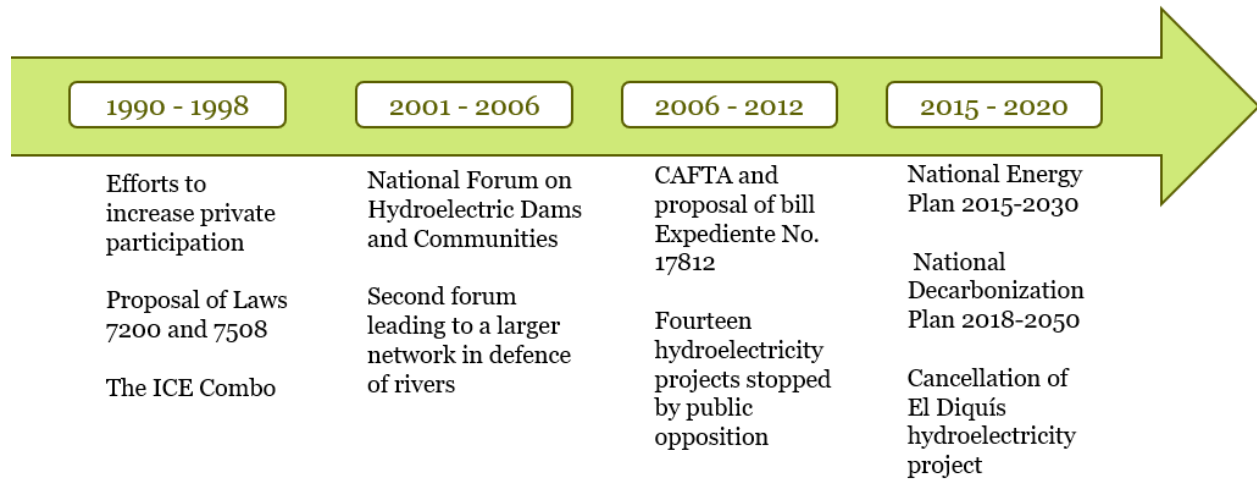 1990 - 1998
Efforts to
increase private
participation
Proposal of Laws
7200 and 7508
The ICE Combo
2001 - 2006
National Forum on
Hydroelectric Dams
and Communities
Second forum
leading to a larger
network in defence
of rivers
2006 - 2012
CAFTA and
proposal of bill
Expediente No.
17812
Fourteen
hydroelectricity
projects stopped
by public
opposition
2015 - 2020
National Energy
Plan 2015-2030
National
Decarbonization
Plan 2018-2050
Cancellation of
El Diquís
hydroelectricity
project